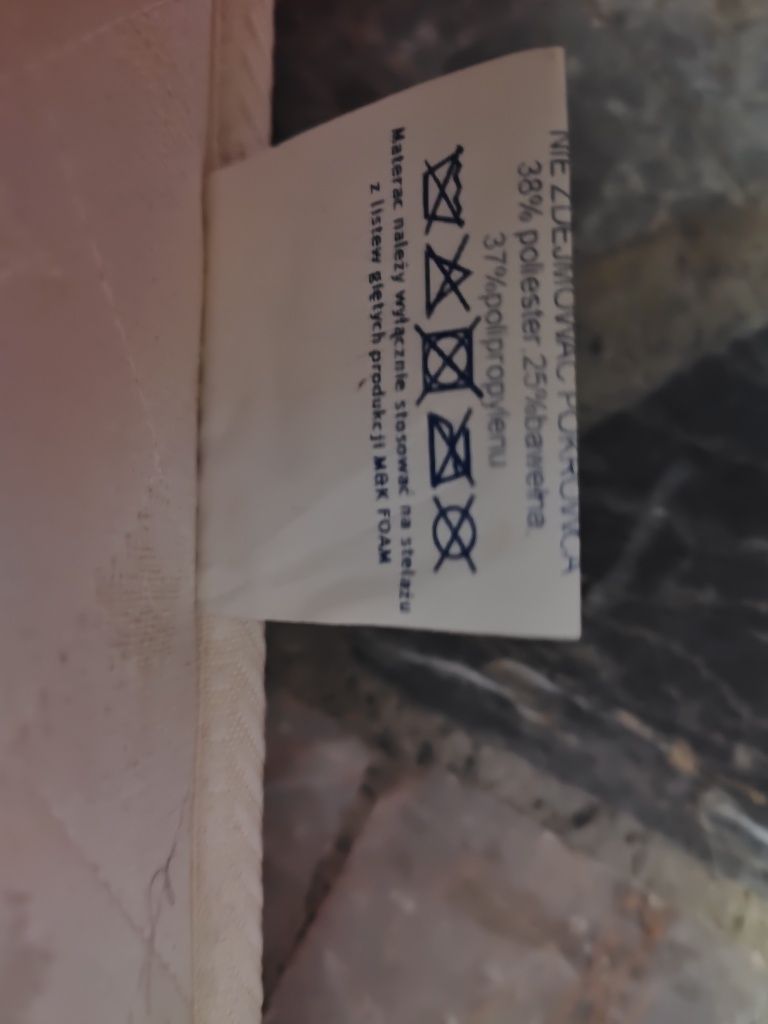 NIE ZDEJMOWAĆ POKROWCA
38% poliester 25%bawełna
37%polipropylenu
Materac należy wyłącznie stosować na stelażu
z listew giętych produkcji M&K FOAM